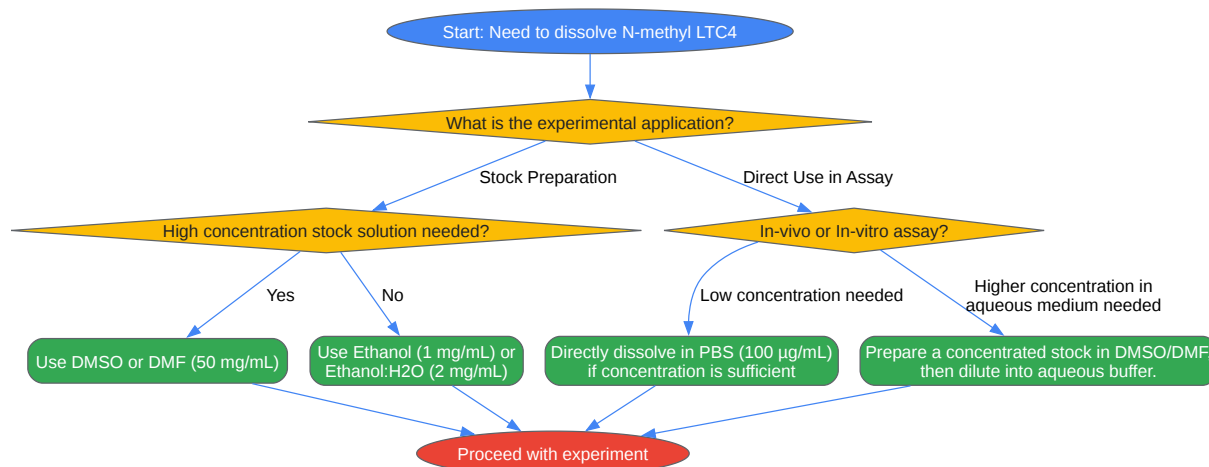 Start: Need to dissolve N-methyl LTC4
What is the experimental application?
Stock Preparation
Direct Use in Assay
High concentration stock solution needed?
In-vivo or In-vitro assay?
Yes
No
Low concentration needed
Higher concentration in
aqueous medium needed
Use DMSO or DMF (50 mg/mL)
Use Ethanol (1 mg/mL) or
Ethanol:H2O (2 mg/mL)
Directly dissolve in PBS (100 µg/mL)
if concentration is sufficient
Prepare a concentrated stock in DMSO/DMF,
then dilute into aqueous buffer.
Proceed with experiment